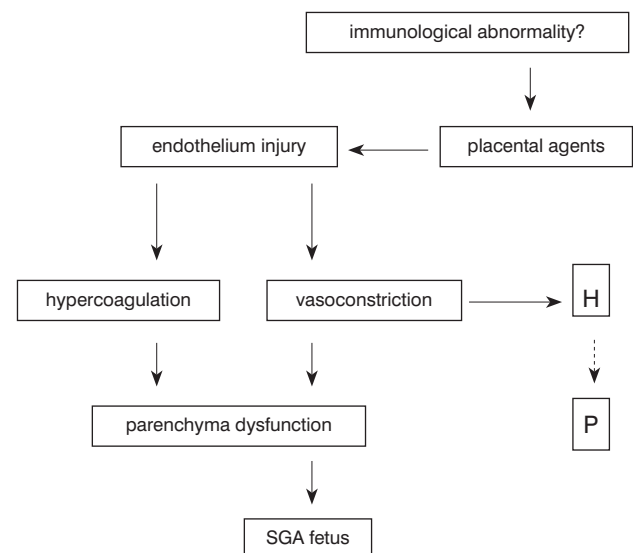 immunological abnormality?
endothelium injury
placental agents
hypercoagulation
vasoconstriction
H
parenchyma dysfunction
P
SGA fetus